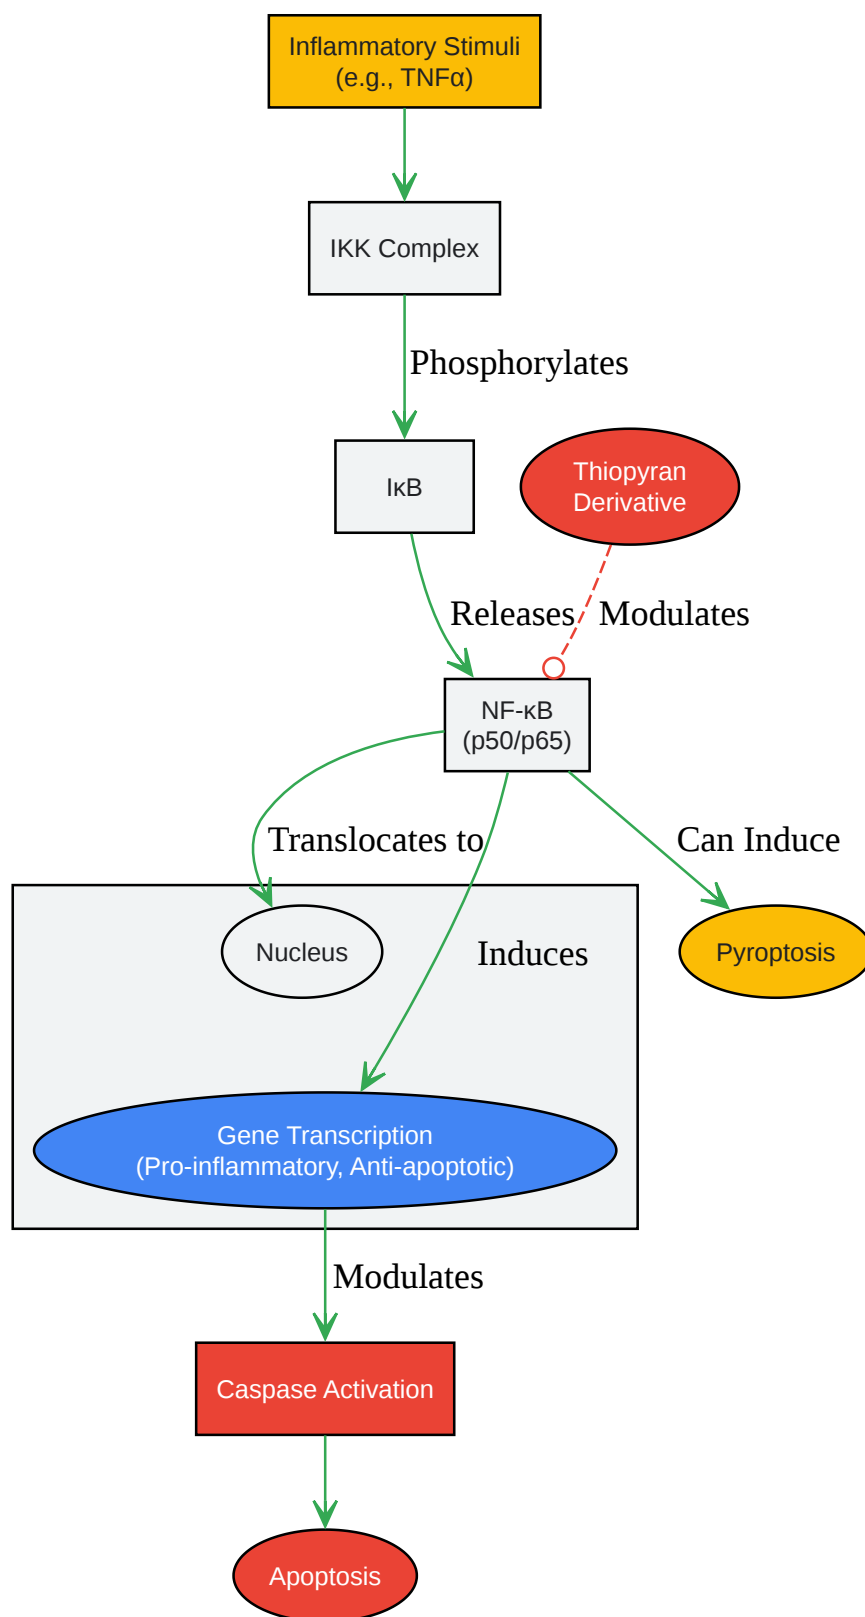 Inflammatory Stimuli
(e.g., TNFα)
IKK Complex
Phosphorylates
IκB
Thiopyran
Derivative
Releases
Modulates
NF-κB
(p50/p65)
Translocates to
Can Induce
Nucleus
Induces
Pyroptosis
Gene Transcription
(Pro-inflammatory, Anti-apoptotic)
Modulates
Caspase Activation
Apoptosis